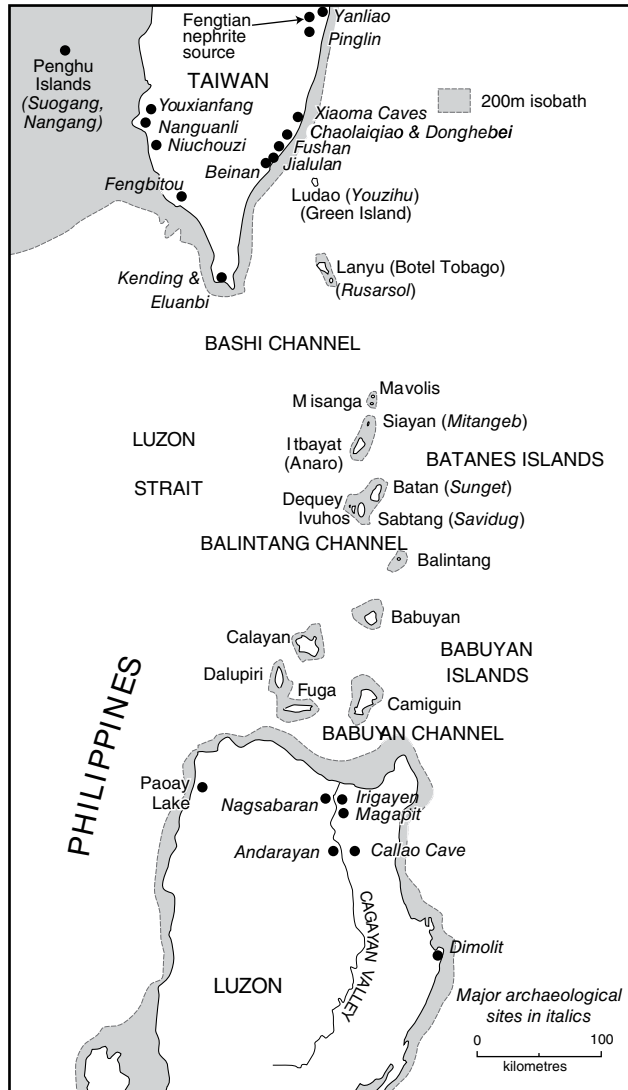 Fengtian
nephrite
source
Yanliao
Pinglin
Penghu
Islands
(Suogang,
Nangang)
TAIWAN
200m isobath
Youxianfang
Nanguanli
Niuchouzi
Xiaoma Caves
Chaolaiqiao & Donghebei
Fushan
Jialulan
Beinan
Fengbitou
Ludao (Youzihu)
(Green Island)
Lanyu (Botel Tobago)
(Rusarsol)
Kending &
Eluanbi
BASHI CHANNEL
Mavolis
Misanga
Siayan (Mitangeb)
LUZON
STRAIT
Itbayat
(Anaro)
BATANES ISLANDS
Batan (Sunget)
Dequey
Ivuhos
Sabtang (Savidug)
BALINTANG CHANNEL
Balintang
Babuyan
Calayan
BABUYAN
ISLANDS
Dalupiri
Fuga
Camiguin
BABUYAN CHANNEL
PHILIPPINES
Paoay
Lake
Nagsabaran
Irigayen
Magapit
Andarayan
Callao Cave
CAGAYAN VALLEY
Dimolit
LUZON
Major archaeological
sites in italics
0 100
kilometres